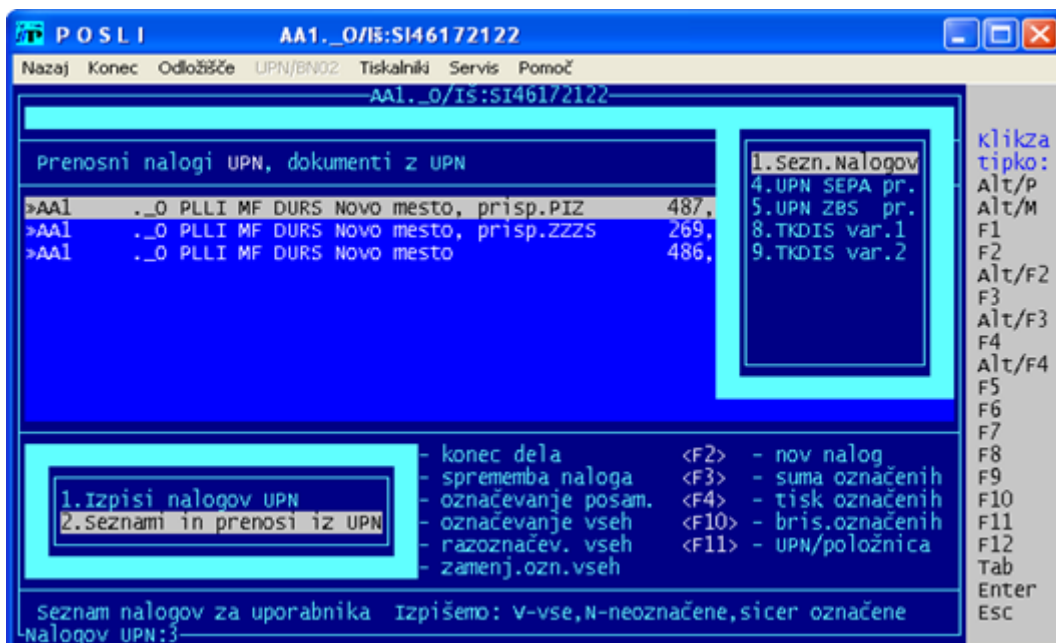 POSLI AA1._O/Iš:SI46172122
Nazaj Konec Odložišče UPN/BN02 Tiskalniki Servis Pomoč
AA1._O/Iš:SI46172122
Prenosni nalogi UPN, dokumenti z UPN
»AA1 ._O PLLI MF DURS Novo mesto, prisp.PIZ 487,
»AA1 ._O PLLI MF DURS Novo mesto, prisp.ZZZS 269,
»AA1 ._O PLLI MF DURS Novo mesto 486,
1.Sezn.Nalogov
4.UPN SEPA pr.
5.UPN ZBS pr.
8.TKDIS var.1
9.TKDIS var.2
1.Izpisi nalogov UPN
2.Seznami in prenosi iz UPN
- konec dela <F2> - nov nalog
- sprememba naloga <F3> - suma označenih
- označevanje posam. <F4> - tisk označenih
- označevanje vseh <F10> - bris.označenih
- razoznačev. vseh <F11> - UPN/položnica
- zamenj.ozn.vseh
Seznam nalogov za uporabnika Izpišemo: V-vse,N-neoznačene,sicer označene
Nalogov UPN:3
KlikZa
tipko:
Alt/P
Alt/M
F1
F2
Alt/F2
F3
Alt/F3
F4
Alt/F4
F5
F6
F7
F8
F9
F10
F11
F12
Tab
Enter
Esc